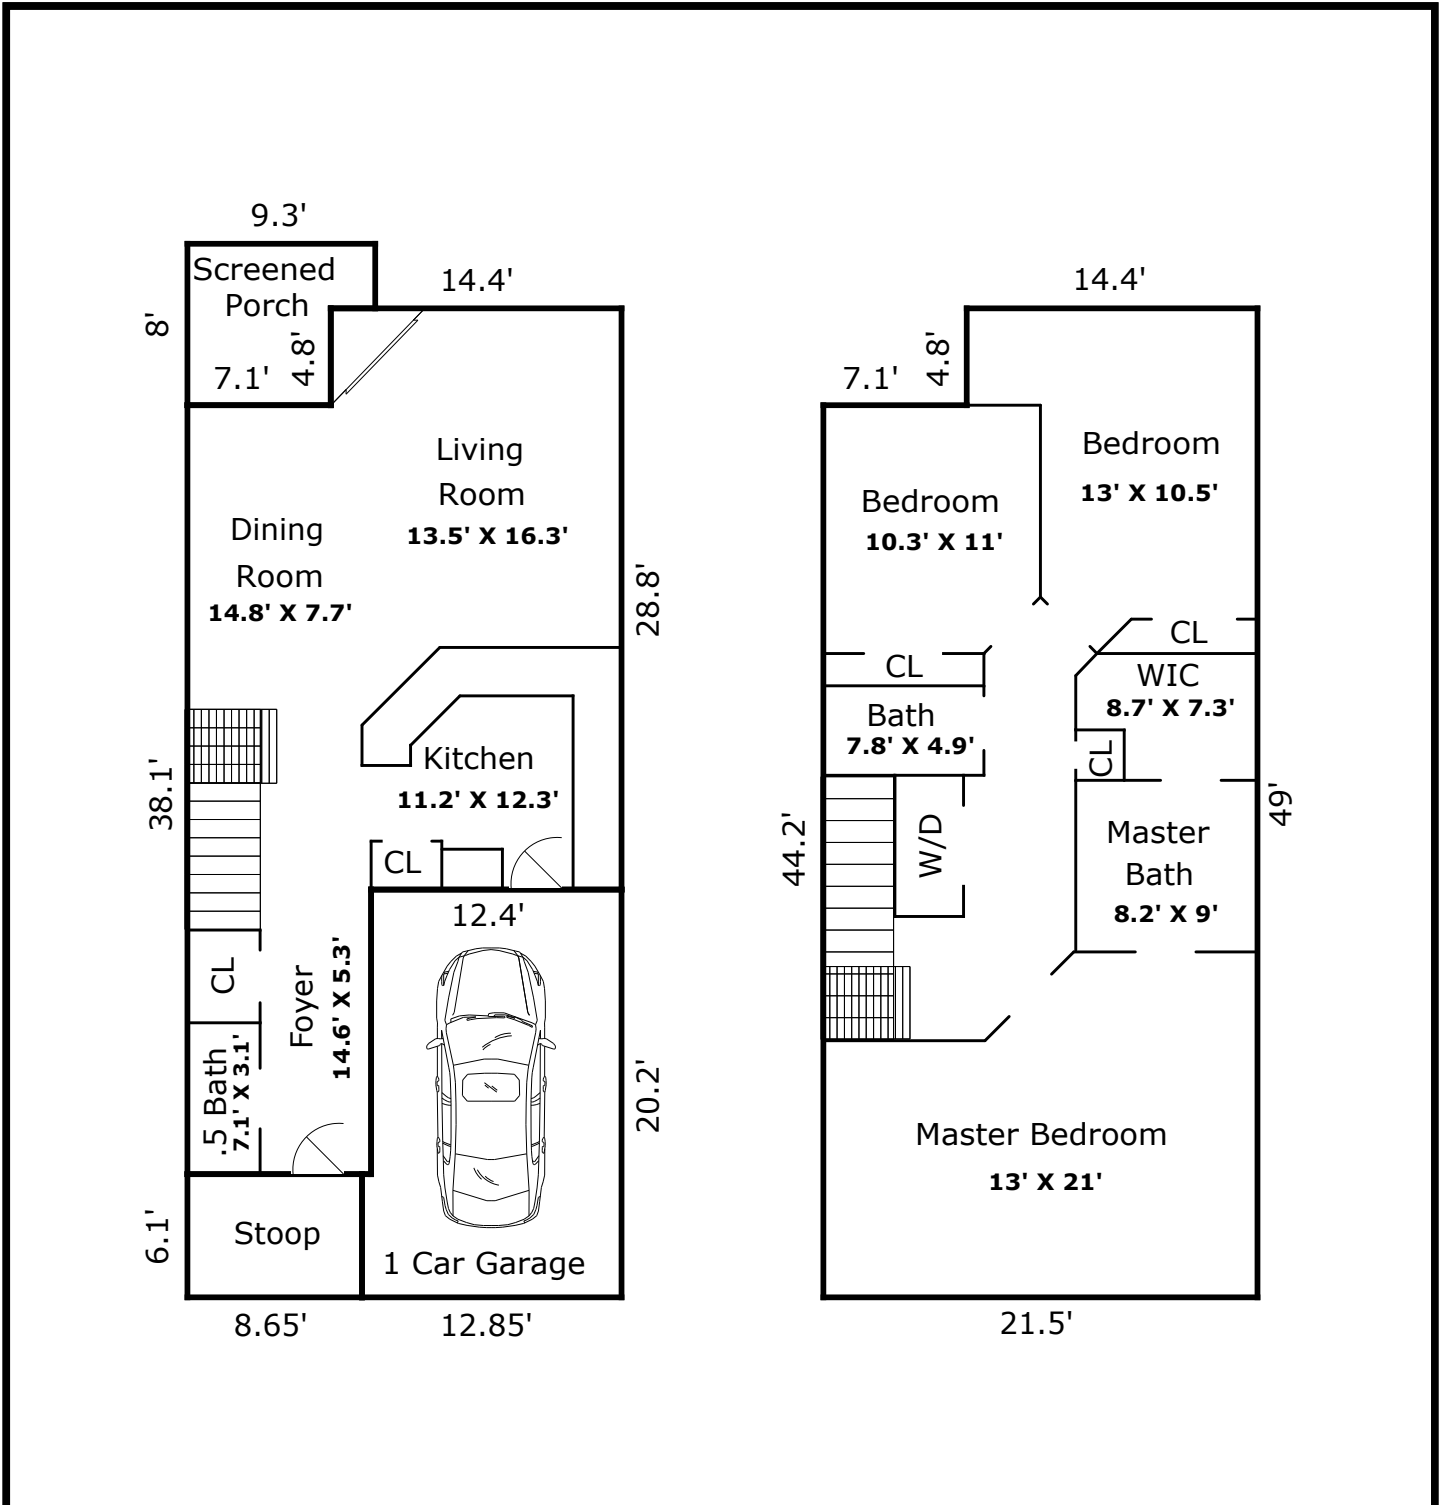 9.3'
Screened
Porch
8'
7.1'
4.8'
14.4'
Living
Room
13.5' X 16.3'
Dining
Room
14.8' X 7.7'
28.8'
38.1'
Kitchen
11.2' X 12.3'
CL
12.4'
CL
Foyer
14.6' X 5.3'
.5 Bath
7.1' X 3.1'
20.2'
6.1'
Stoop
1 Car Garage
8.65'
12.85'
14.4'
7.1'
4.8'
Bedroom
13' X 10.5'
Bedroom
10.3' X 11'
CL
CL
WIC
8.7' X 7.3'
Bath
7.8' X 4.9'
CL
44.2'
W/D
Master
Bath
8.2' X 9'
49'
Master Bedroom
13' X 21'
21.5'